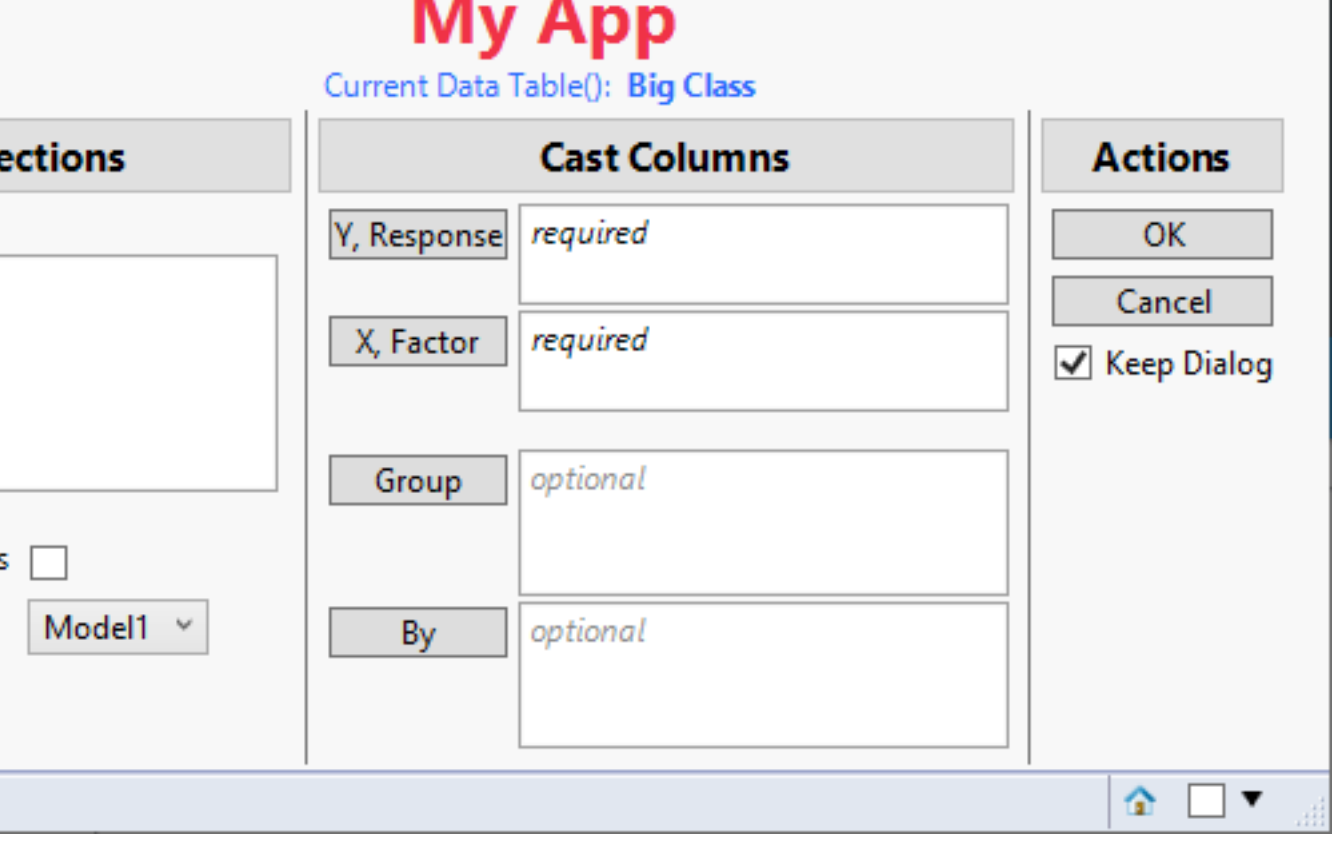 My App
Current Data Table(): Big Class
ections
Cast Columns
Actions
Y, Response
required
OK
X, Factor
required
Cancel
Keep Dialog
Group
optional
s
Model1
By
optional